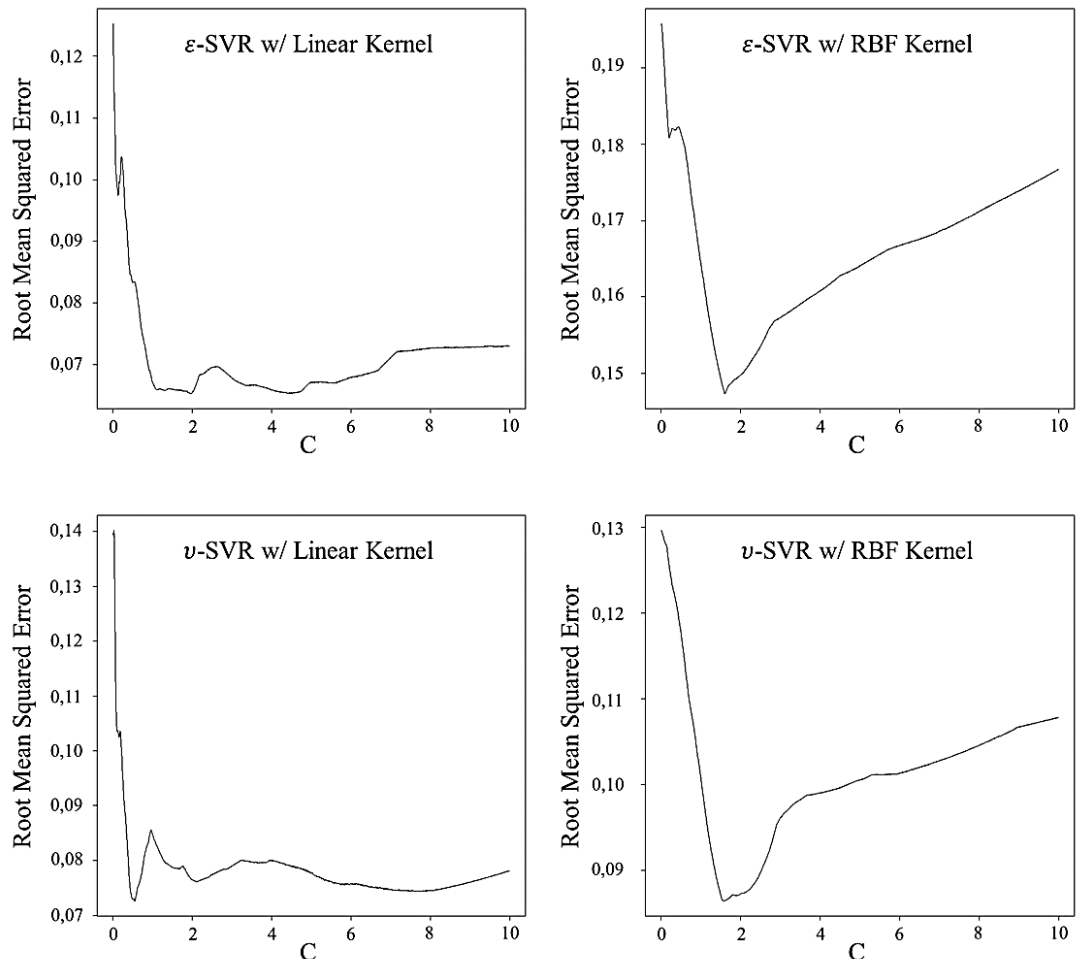 ε-SVR w/ Linear Kernel
Root Mean Squared Error
0,12
0,11
0,10
0,09
0,08
0,07
0 2 4 6 8 10
C
ε-SVR w/ RBF Kernel
Root Mean Squared Error
0,19
0,18
0,17
0,16
0,15
0 2 4 6 8 10
C
υ-SVR w/ Linear Kernel
Root Mean Squared Error
0,14
0,13
0,12
0,11
0,10
0,09
0,08
0,07
0 2 4 6 8 10
C
υ-SVR w/ RBF Kernel
Root Mean Squared Error
0,13
0,12
0,11
0,10
0,09
0 2 4 6 8 10
C